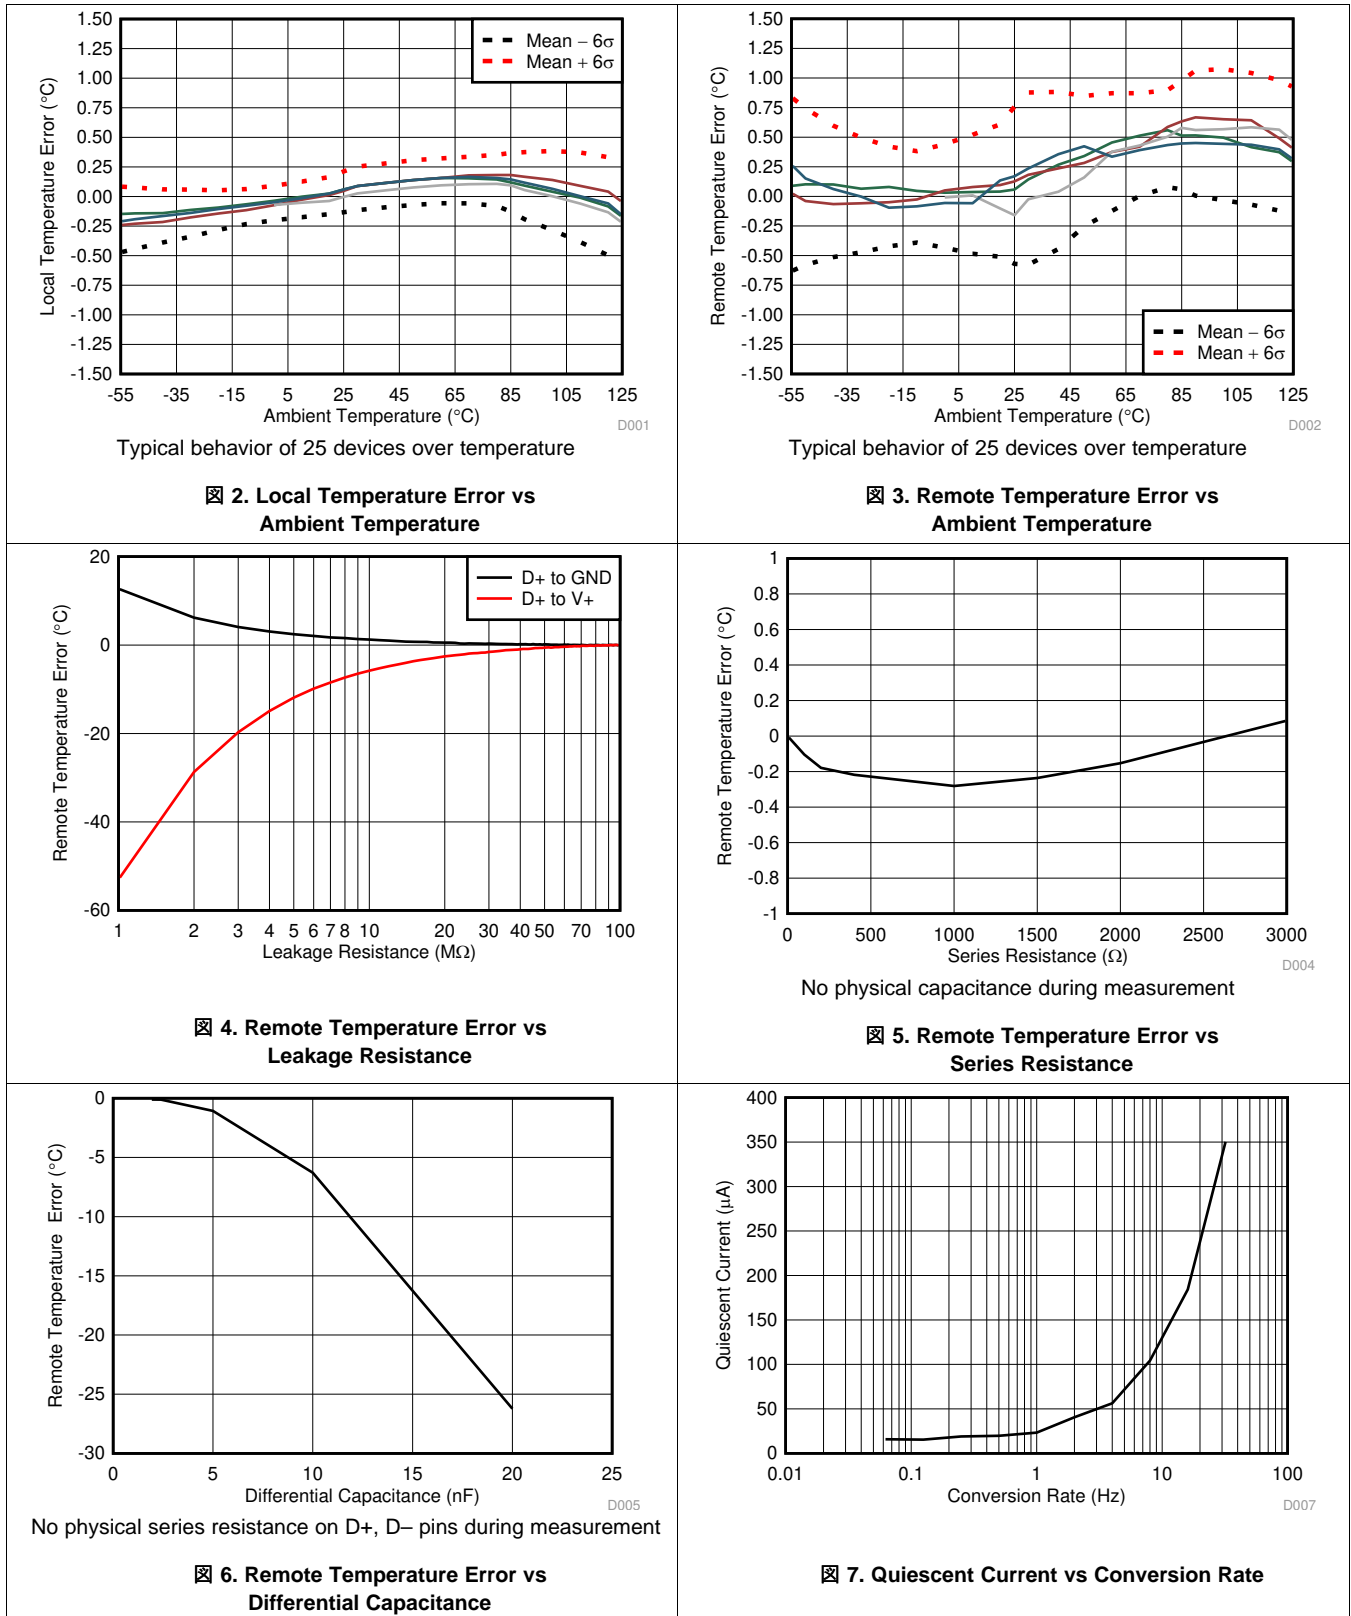 1.50
1.25
1.00
0.75
0.50
0.25
0.00
-0.25
-0.50
-0.75
-1.00
-1.25
-1.50
Local Temperature Error (°C)
Mean − 6σ
Mean + 6σ
-55 -35 -15 5 25 45 65 85 105 125
Ambient Temperature (°C)
D001
Typical behavior of 25 devices over temperature
図 2. Local Temperature Error vs
Ambient Temperature
1.50
1.25
1.00
0.75
0.50
0.25
0.00
-0.25
-0.50
-0.75
-1.00
-1.25
-1.50
Remote Temperature Error (°C)
Mean − 6σ
Mean + 6σ
-55 -35 -15 5 25 45 65 85 105 125
Ambient Temperature (°C)
D002
Typical behavior of 25 devices over temperature
図 3. Remote Temperature Error vs
Ambient Temperature
20
0
-20
-40
-60
Remote Temperature Error (°C)
D+ to GND
D+ to V+
1 2 3 4 5 6 7 8 10 20 30 40 50 70 100
Leakage Resistance (MΩ)
図 4. Remote Temperature Error vs
Leakage Resistance
1
0.8
0.6
0.4
0.2
0
-0.2
-0.4
-0.6
-0.8
-1
Remote Temperature Error (°C)
0 500 1000 1500 2000 2500 3000
Series Resistance (Ω)
D004
No physical capacitance during measurement
図 5. Remote Temperature Error vs
Series Resistance
0
-5
-10
-15
-20
-25
-30
Remote Temperature Error (°C)
0 5 10 15 20 25
Differential Capacitance (nF)
D005
No physical series resistance on D+, D– pins during measurement
図 6. Remote Temperature Error vs
Differential Capacitance
400
350
300
250
200
150
100
50
0
Quiescent Current (µA)
0.01 0.1 1 10 100
Conversion Rate (Hz)
D007
図 7. Quiescent Current vs Conversion Rate